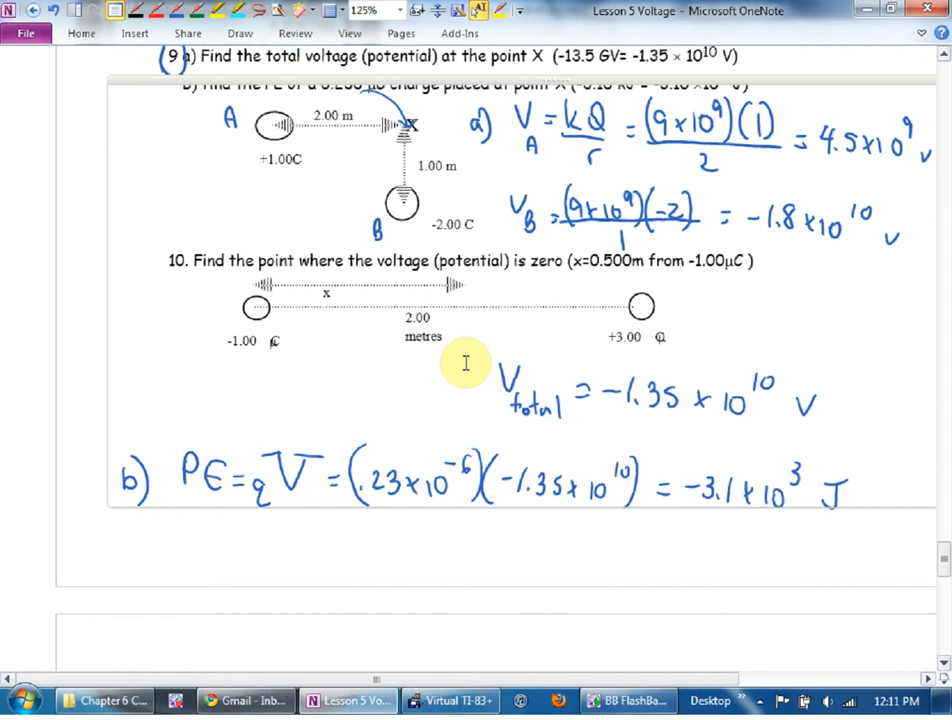 Lesson 5 Voltage - Microsoft OneNote
125%
File Home Insert Share Draw Review View Pages Add-Ins
9 a) Find the total voltage (potential) at the point X (-13.5 GV= -1.35 × 10¹⁰ V)
charge placed at point X
A 2.00 m X
+1.00C
1.00 m
B -2.00 C
a) V_A = kQ/r = (9×10⁹)(1)/2 = 4.5×10⁹ V
V_B = (9×10⁹)(-2)/1 = -1.8×10¹⁰ V
10. Find the point where the voltage (potential) is zero (x=0.500m from -1.00μC )
x
2.00
metres
-1.00 C
+3.00 C
V_total = -1.35 × 10¹⁰ V
b) PE = qV = (.23×10⁻⁶)(-1.35×10¹⁰) = -3.1×10³ J
Chapter 6 C... Gmail - Inb... Lesson 5 Vo... Virtual TI-83+ BB FlashBa... Desktop » 12:11 PM